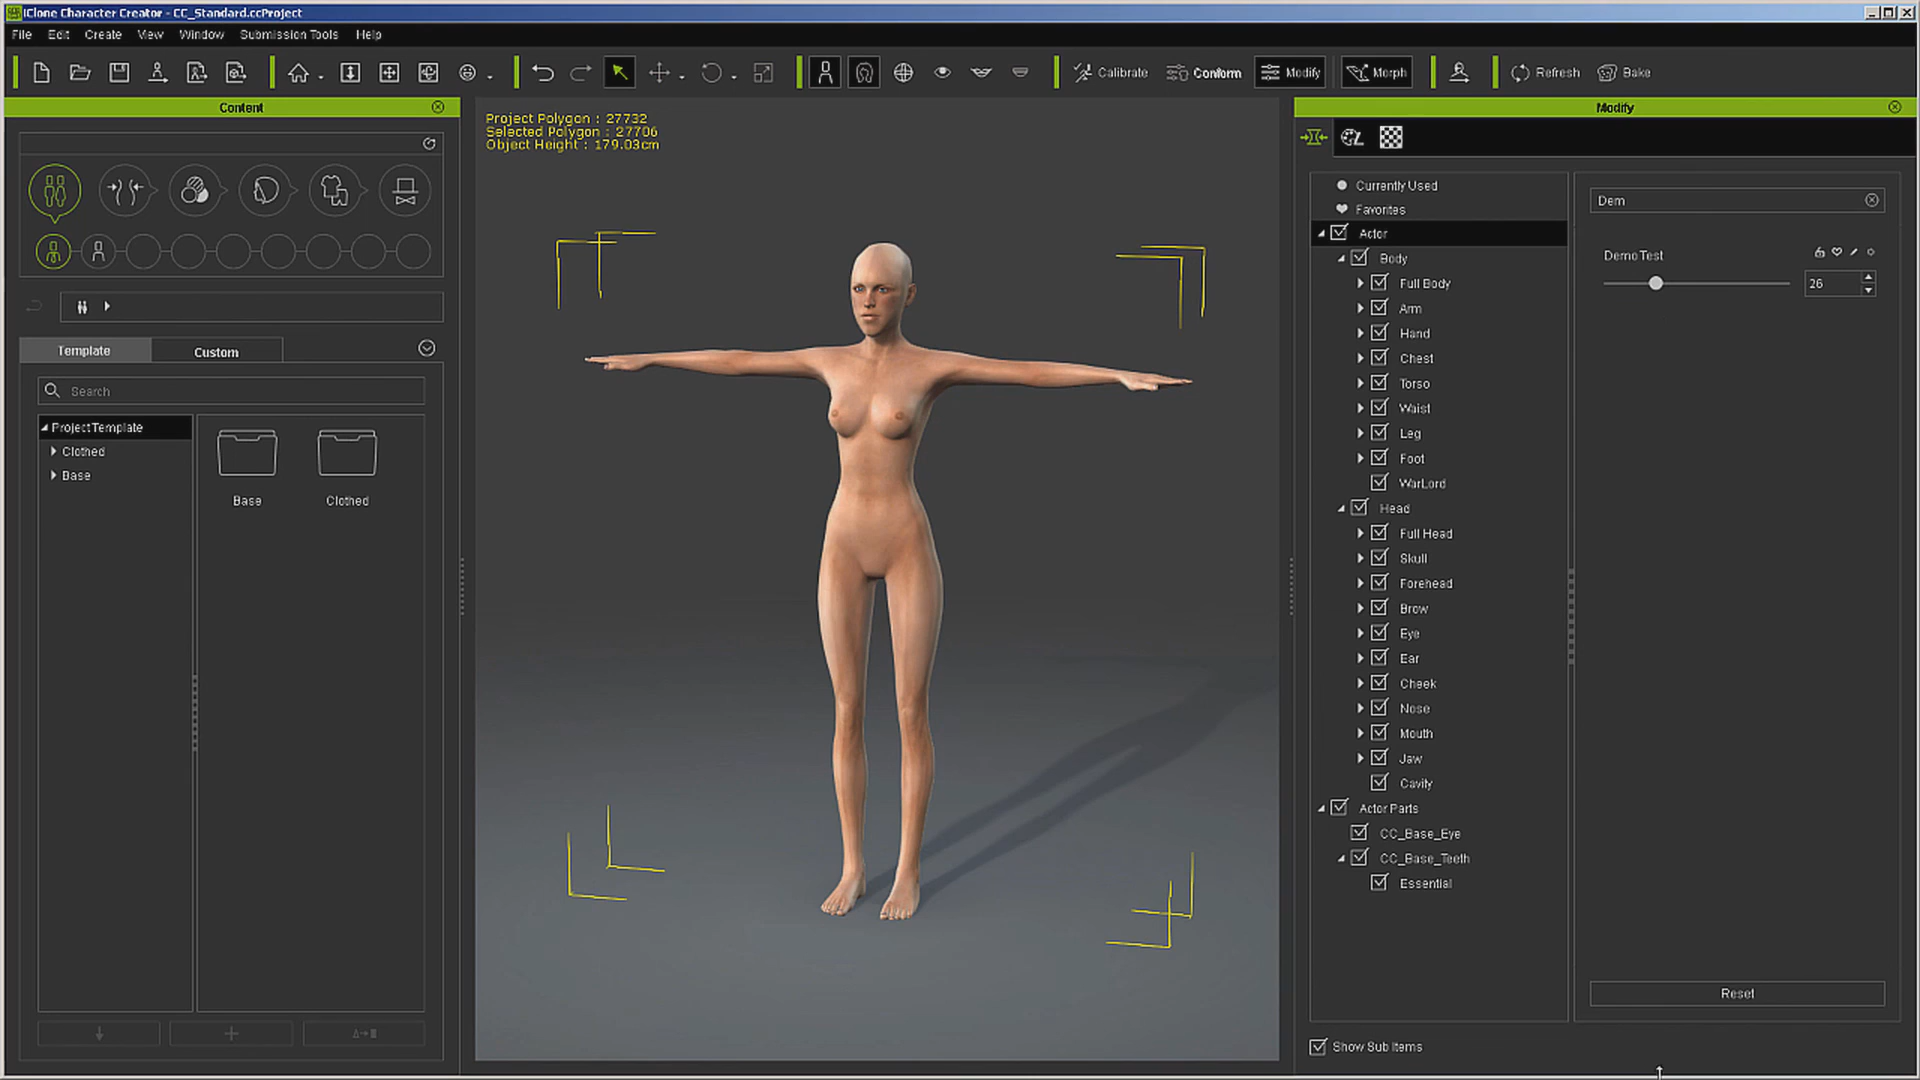 iClone Character Creator - CC_Standard.ccProject
File Edit Create View Window Submission Tools Help
Calibrate Conform Modify Morph Refresh Bake
Content
Template Custom
Search
Project Template
Clothed
Base
Base Clothed
Project Polygon : 27732
Selected Polygon : 27706
Object Height : 179.03cm
Modify
Currently Used
Favorites
Actor
Body
Full Body
Arm
Hand
Chest
Torso
Waist
Leg
Foot
WarLord
Head
Full Head
Skull
Forehead
Brow
Eye
Ear
Cheek
Nose
Mouth
Jaw
Cavity
Actor Parts
CC_Base_Eye
CC_Base_Teeth
Essential
Show Sub Items
Dem
Demo Test
26
Reset